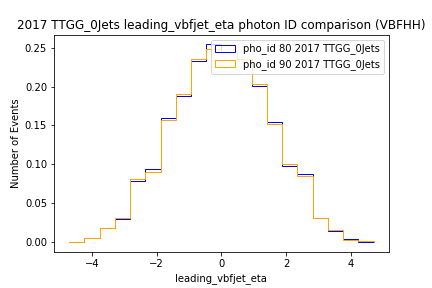 2017 TTGG_0Jets leading_vbfjet_eta photon ID comparison (VBFHH)
pho_id 80 2017 TTGG_0Jets
pho_id 90 2017 TTGG_0Jets
Number of Events
0.25
0.20
0.15
0.10
0.05
0.00
−4
−2
0
2
4
leading_vbfjet_eta